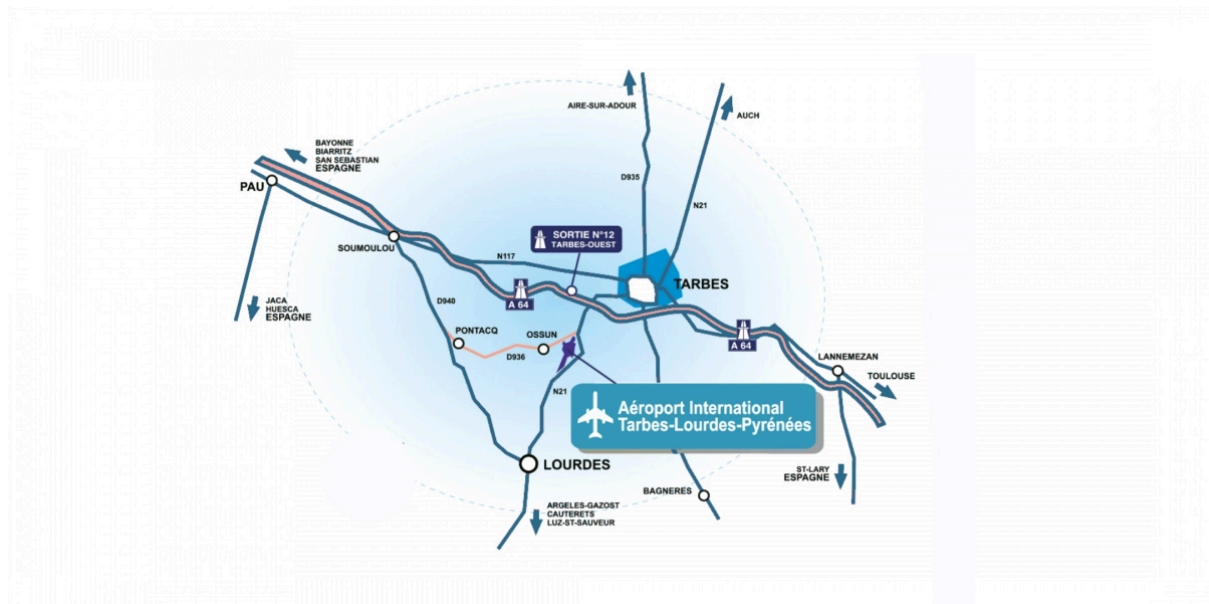 AIRE-SUR-ADOUR
AUCH
BAYONNE
BIARRITZ
SAN SEBASTIAN
ESPAGNE
PAU
D935
N21
SORTIE N°12
TARBES-OUEST
SOUMOULOU
N117
TARBES
A 64
JACA
HUESCA
ESPAGNE
D940
PONTACQ
OSSUN
D936
A 64
LANNEMEZAN
TOULOUSE
N21
Aéroport International
Tarbes-Lourdes-Pyrénées
LOURDES
ST-LARY
ESPAGNE
BAGNERES
ARGELES-GAZOST
CAUTERETS
LUZ-ST-SAUVEUR